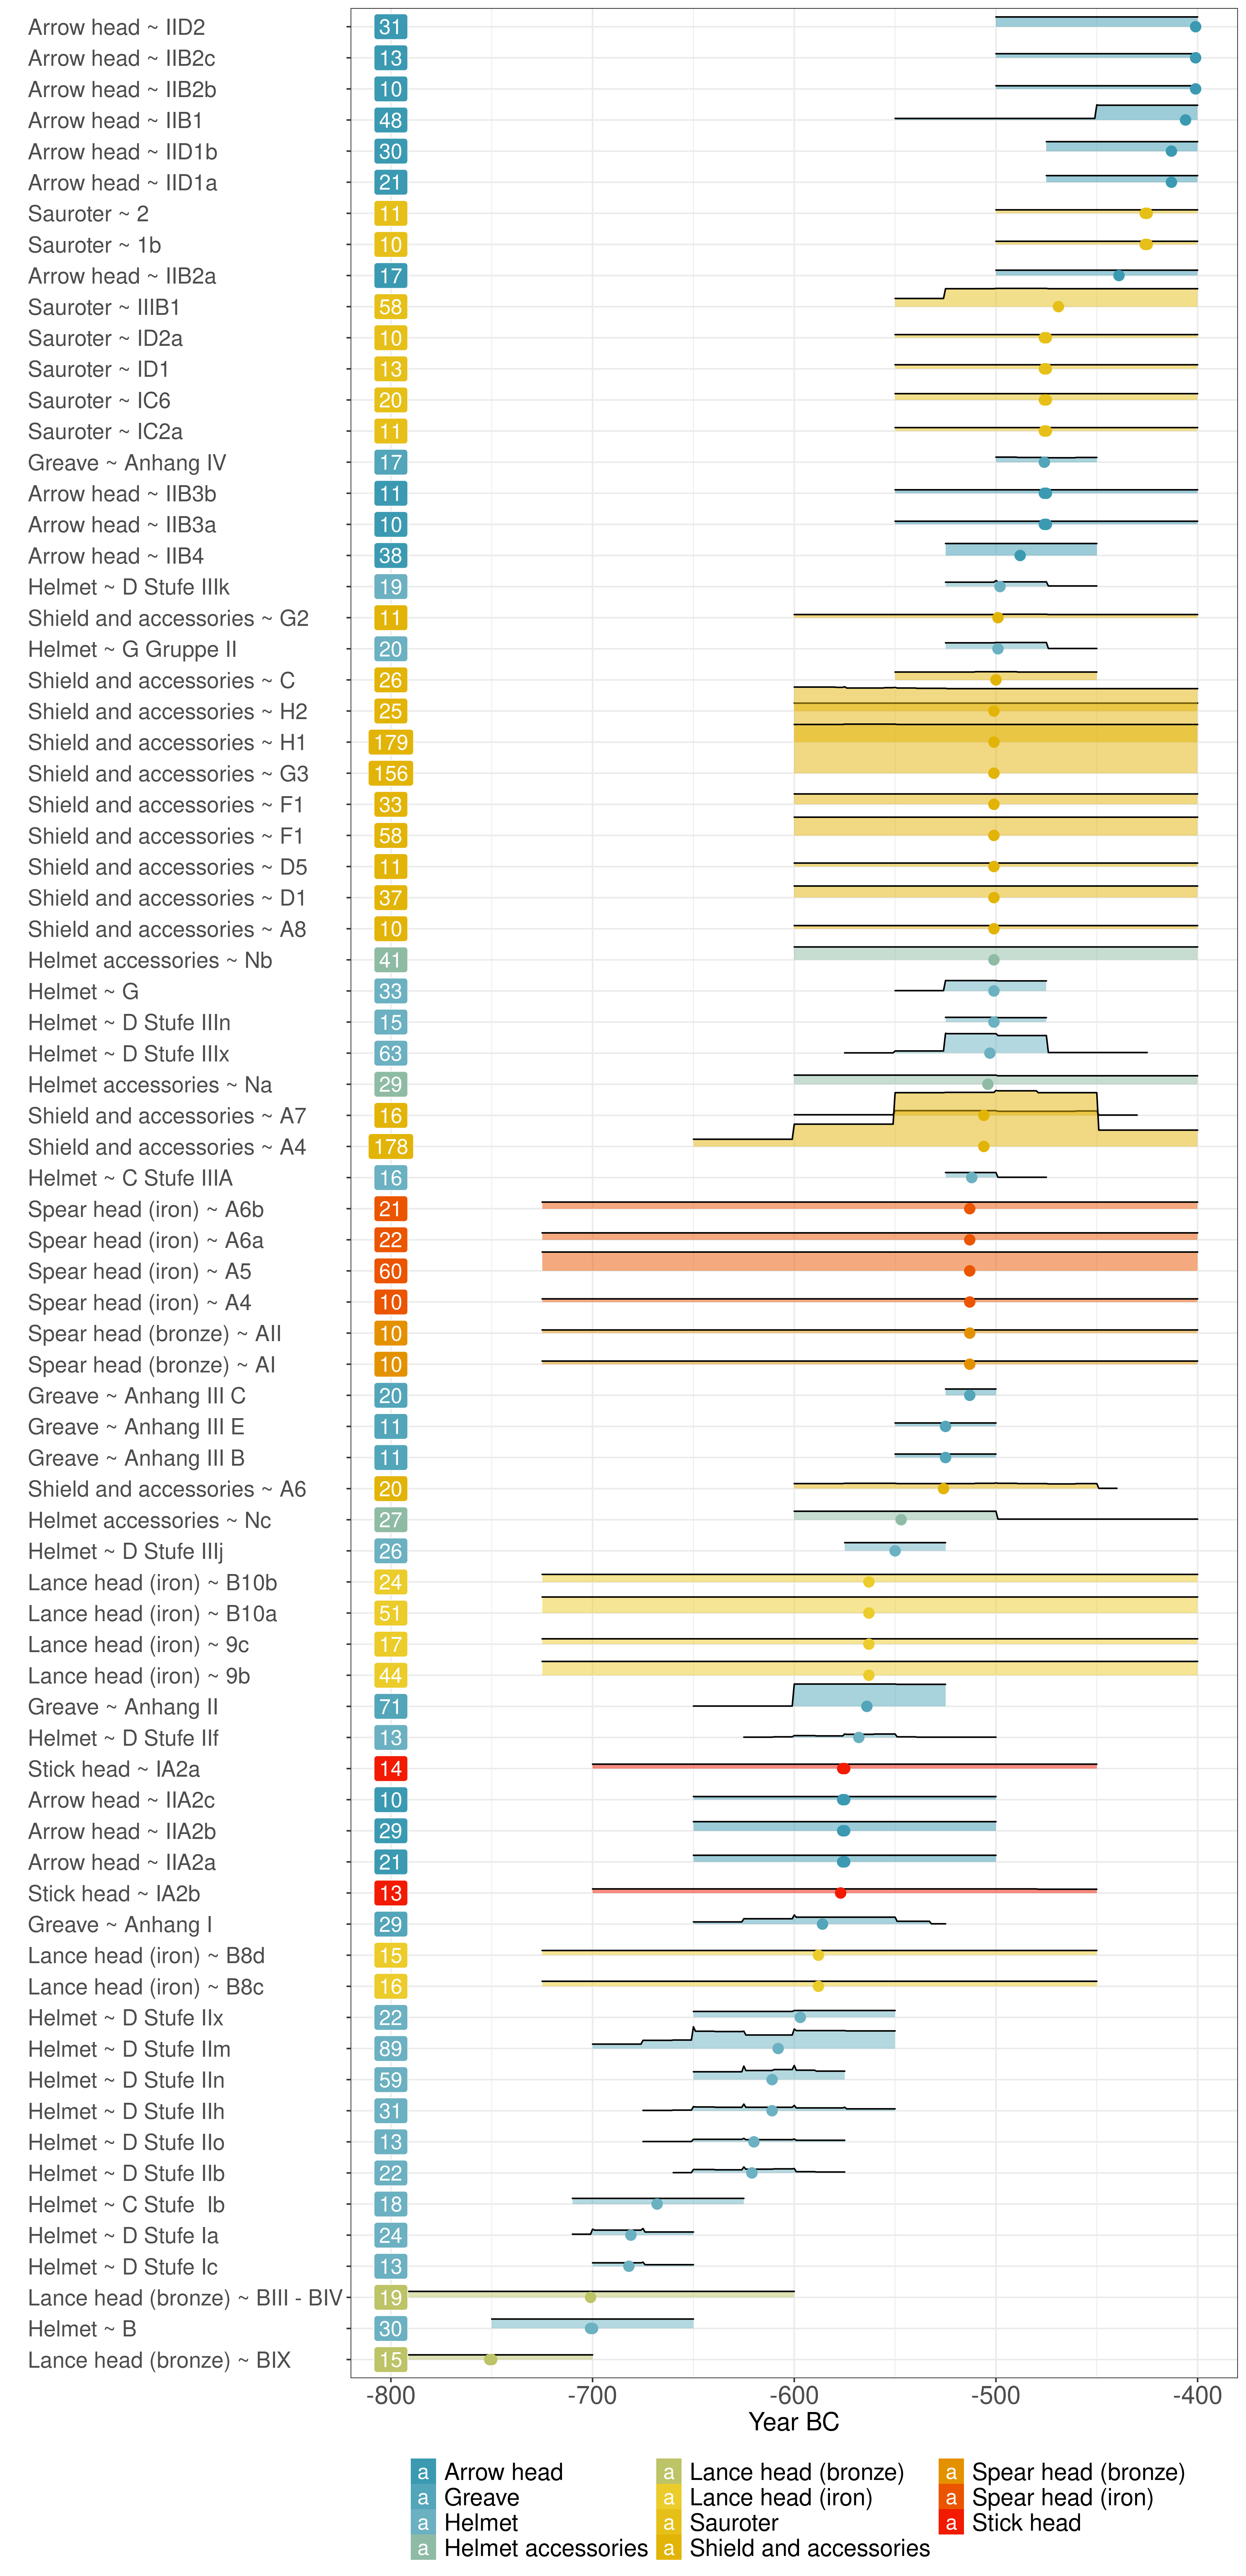 Arrow head ~ IID2 31
Arrow head ~ IIB2c 13
Arrow head ~ IIB2b 10
Arrow head ~ IIB1 48
Arrow head ~ IID1b 30
Arrow head ~ IID1a 21
Sauroter ~ 2 11
Sauroter ~ 1b 10
Arrow head ~ IIB2a 17
Sauroter ~ IIIB1 58
Sauroter ~ ID2a 10
Sauroter ~ ID1 13
Sauroter ~ IC6 20
Sauroter ~ IC2a 11
Greave ~ Anhang IV 17
Arrow head ~ IIB3b 11
Arrow head ~ IIB3a 10
Arrow head ~ IIB4 38
Helmet ~ D Stufe IIIk 19
Shield and accessories ~ G2 11
Helmet ~ G Gruppe II 20
Shield and accessories ~ C 26
Shield and accessories ~ H2 25
Shield and accessories ~ H1 179
Shield and accessories ~ G3 156
Shield and accessories ~ F1 33
Shield and accessories ~ F1 58
Shield and accessories ~ D5 11
Shield and accessories ~ D1 37
Shield and accessories ~ A8 10
Helmet accessories ~ Nb 41
Helmet ~ G 33
Helmet ~ D Stufe IIIn 15
Helmet ~ D Stufe IIIx 63
Helmet accessories ~ Na 29
Shield and accessories ~ A7 16
Shield and accessories ~ A4 178
Helmet ~ C Stufe IIIA 16
Spear head (iron) ~ A6b 21
Spear head (iron) ~ A6a 22
Spear head (iron) ~ A5 60
Spear head (iron) ~ A4 10
Spear head (bronze) ~ AII 10
Spear head (bronze) ~ AI 10
Greave ~ Anhang III C 20
Greave ~ Anhang III E 11
Greave ~ Anhang III B 11
Shield and accessories ~ A6 20
Helmet accessories ~ Nc 27
Helmet ~ D Stufe IIIj 26
Lance head (iron) ~ B10b 24
Lance head (iron) ~ B10a 51
Lance head (iron) ~ 9c 17
Lance head (iron) ~ 9b 44
Greave ~ Anhang II 71
Helmet ~ D Stufe IIf 13
Stick head ~ IA2a 14
Arrow head ~ IIA2c 10
Arrow head ~ IIA2b 29
Arrow head ~ IIA2a 21
Stick head ~ IA2b 13
Greave ~ Anhang I 29
Lance head (iron) ~ B8d 15
Lance head (iron) ~ B8c 16
Helmet ~ D Stufe IIx 22
Helmet ~ D Stufe IIm 89
Helmet ~ D Stufe IIn 59
Helmet ~ D Stufe IIh 31
Helmet ~ D Stufe IIo 13
Helmet ~ D Stufe IIb 22
Helmet ~ C Stufe  Ib 18
Helmet ~ D Stufe Ia 24
Helmet ~ D Stufe Ic 13
Lance head (bronze) ~ BIII - BIV 19
Helmet ~ B 30
Lance head (bronze) ~ BIX 15
-800 -700 -600 -500 -400
Year BC
a Arrow head a Lance head (bronze) a Spear head (bronze)
a Greave a Lance head (iron) a Spear head (iron)
a Helmet a Sauroter a Stick head
a Helmet accessories a Shield and accessories